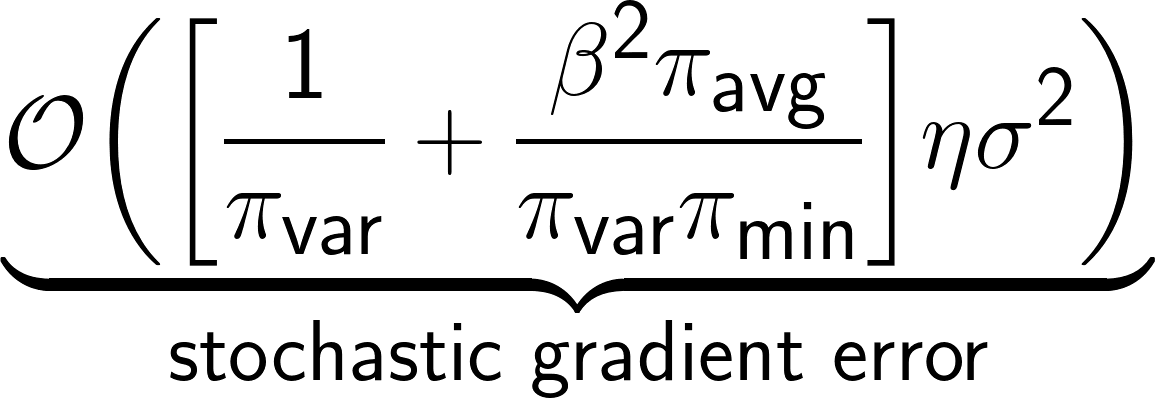 𝒪([1/π_var + β²π_avg/(π_var π_min)] ησ²)
stochastic gradient error